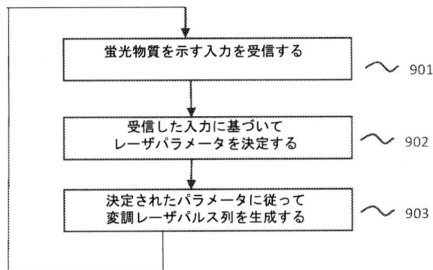 蛍光物質を示す入力を受信する
901
受信した入力に基づいて
レーザパラメータを決定する
902
決定されたパラメータに従って
変調レーザパルス列を生成する
903